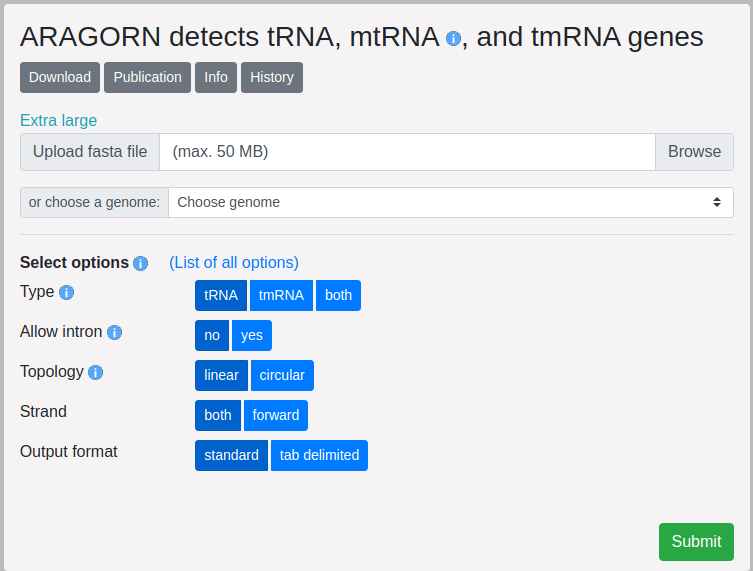 ARAGORN detects tRNA, mtRNA i, and tmRNA genes
Download Publication Info History
Extra large
Upload fasta file (max. 50 MB) Browse
or choose a genome: Choose genome
Select options i (List of all options)
Type i tRNA tmRNA both
Allow intron i no yes
Topology i linear circular
Strand both forward
Output format standard tab delimited
Submit